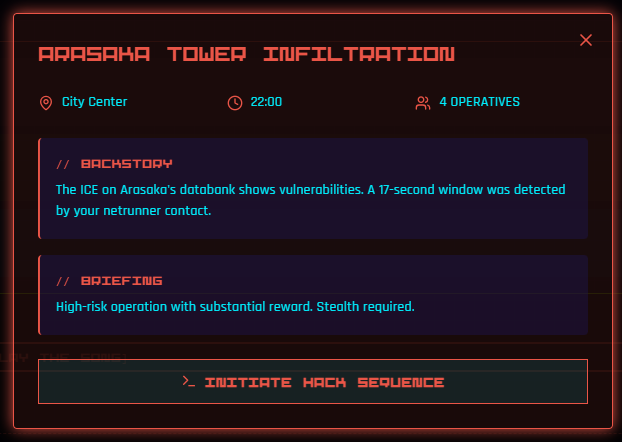 ARASAKA TOWER INFILTRATION
City Center
22:00
4 OPERATIVES
// BACKSTORY
The ICE on Arasaka's databank shows vulnerabilities. A 17-second window was detected
by your netrunner contact.
// BRIEFING
High-risk operation with substantial reward. Stealth required.
>_ INITIATE HACK SEQUENCE